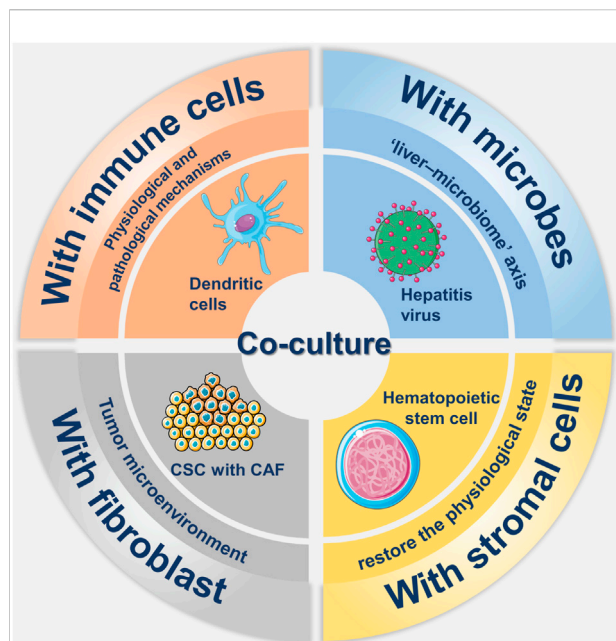 With immune cells
Physiological and
pathological mechanisms
Dendritic
cells
With microbes
'liver–microbiome' axis
Hepatitis
virus
Co-culture
CSC with CAF
Tumor microenvironment
With fibroblast
Hematopoietic
stem cell
restore the physiological state
With stromal cells